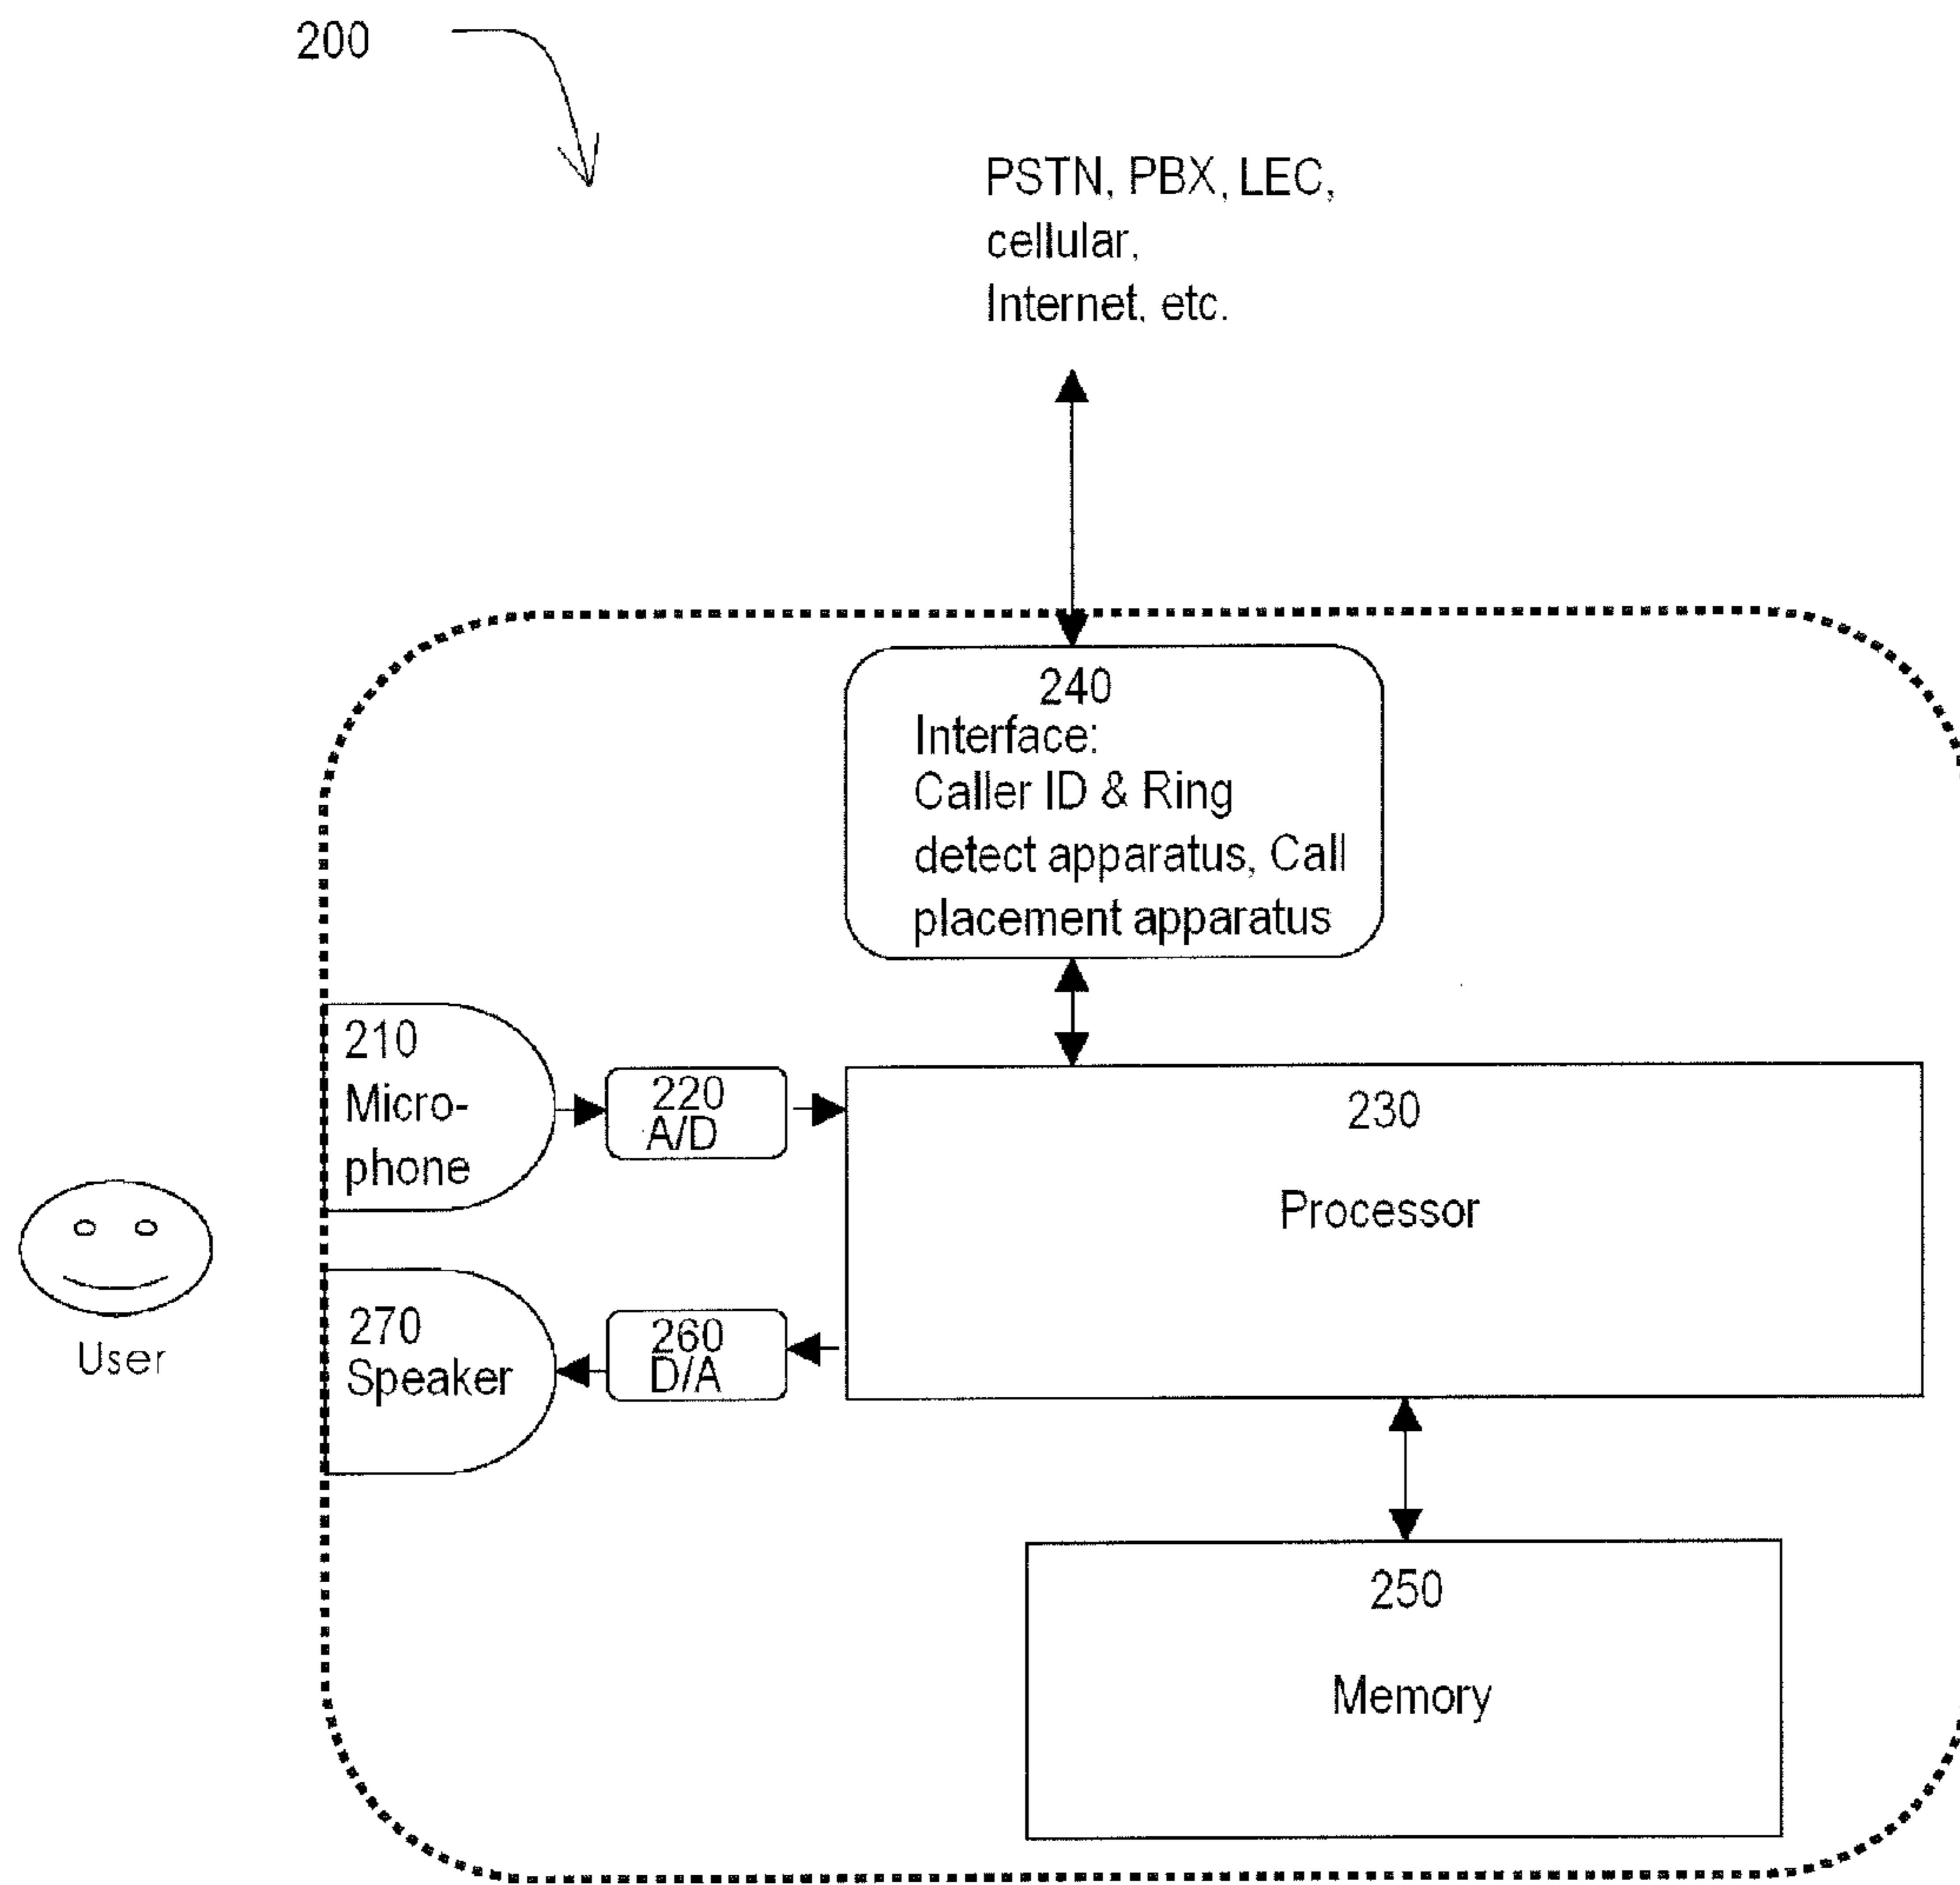 200
PSTN, PBX, LEC,
cellular,
Internet, etc.
240
Interface:
Caller ID & Ring
detect apparatus, Call
placement apparatus
210
Micro-
phone
220
A/D
230
Processor
User
270
Speaker
260
D/A
250
Memory